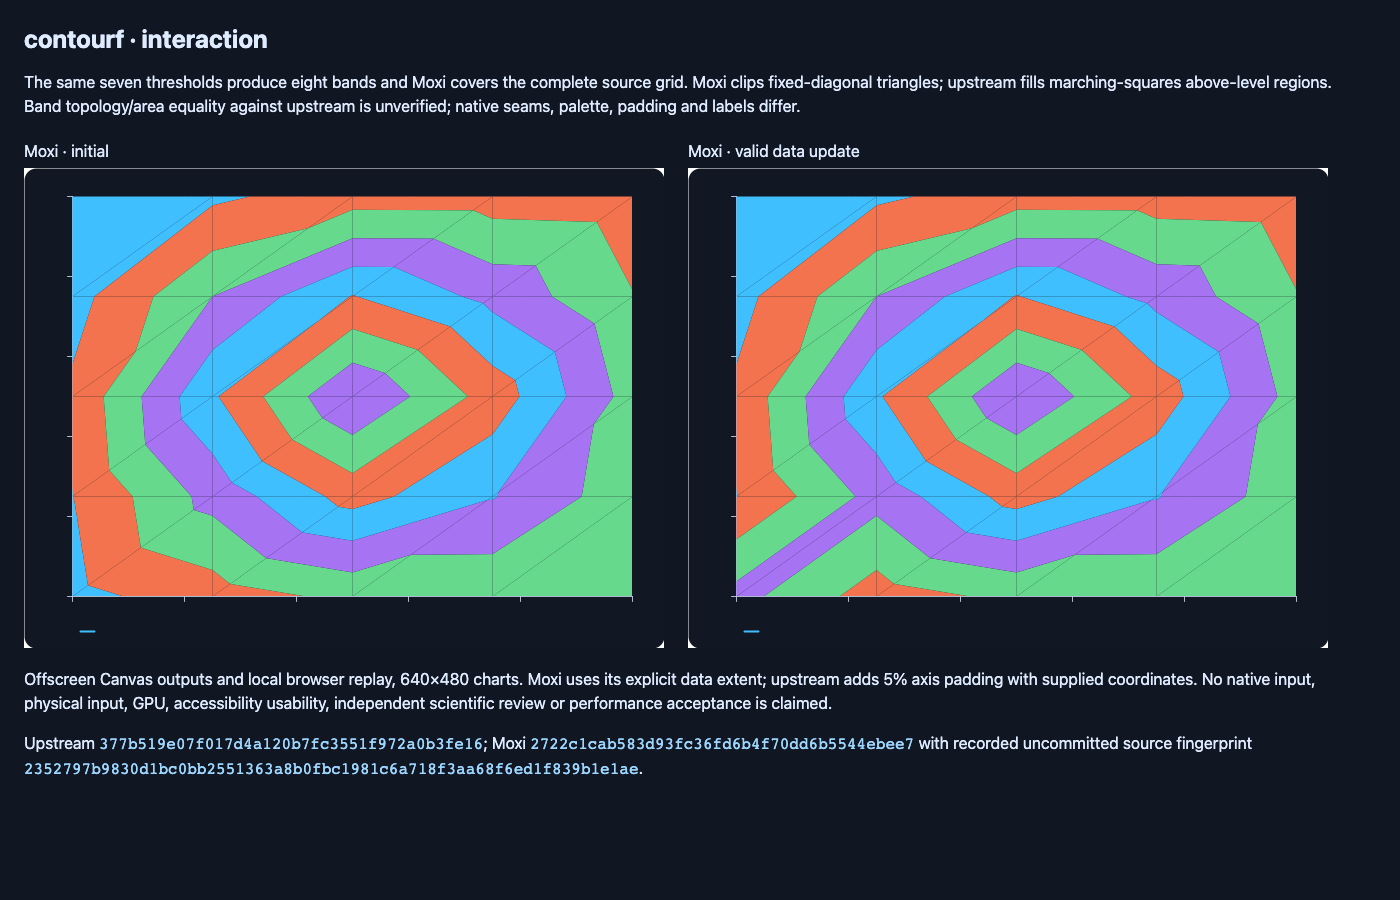 contourf · interaction
The same seven thresholds produce eight bands and Moxi covers the complete source grid. Moxi clips fixed-diagonal triangles; upstream fills marching-squares above-level regions.
Band topology/area equality against upstream is unverified; native seams, palette, padding and labels differ.
Moxi · initial
Moxi · valid data update
Offscreen Canvas outputs and local browser replay, 640×480 charts. Moxi uses its explicit data extent; upstream adds 5% axis padding with supplied coordinates. No native input,
physical input, GPU, accessibility usability, independent scientific review or performance acceptance is claimed.
Upstream 377b519e07f017d4a120b7fc3551f972a0b3fe16; Moxi 2722c1cab583d93fc36fd6b4f70dd6b5544ebee7 with recorded uncommitted source fingerprint
2352797b9830d1bc0bb2551363a8b0fbc1981c6a718f3aa68f6ed1f839b1e1ae.